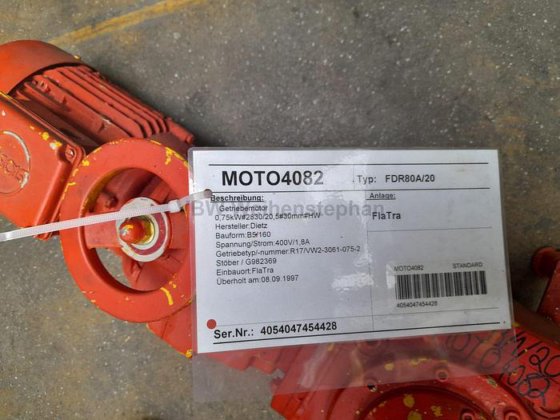 MOTO4082 Typ: FDR80A/20
Beschreibung: Anlage:
Getriebemotor
0,75kW#2830/20,5#30mm#HW FlaTra
Hersteller:Dietz
Bauform:B5/160
Spannung/Strom:400V/1,8A
Getriebetyp/-nummer:R17/VW2-3061-075-2
Stöber / G982369
Einbauort:FlaTra
Überholt am:08.09.1997
MOTO4082 STANDARD
4054047454428
Ser.Nr.: 4054047454428